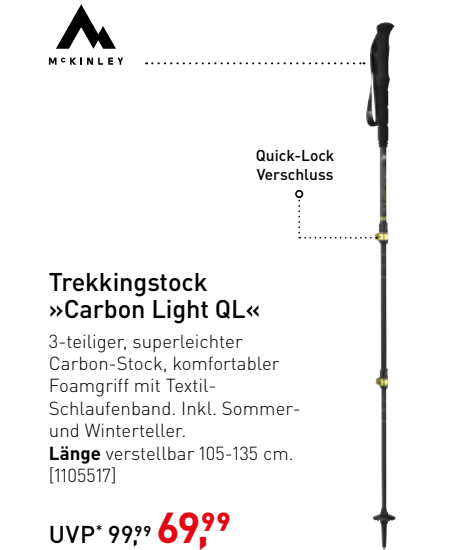 McKINLEY
Quick-Lock
Verschluss
Trekkingstock
»Carbon Light QL«
3-teiliger, superleichter
Carbon-Stock, komfortabler
Foamgriff mit Textil-
Schlaufenband. Inkl. Sommer-
und Winterteller.
Länge verstellbar 105-135 cm.
[1105517]
UVP* 99,99 69,99